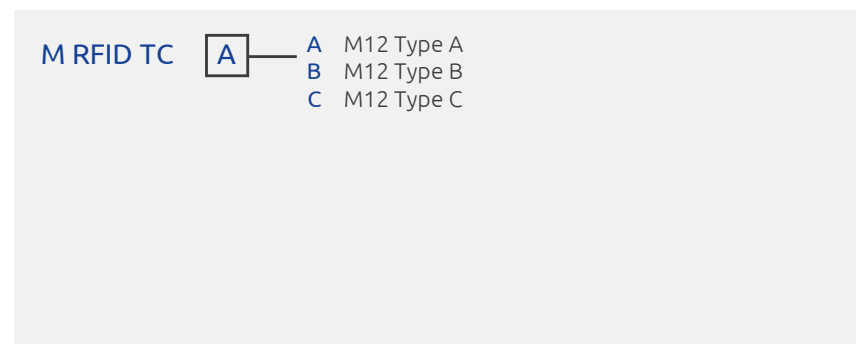 M RFID TC A A M12 Type A
B M12 Type B
C M12 Type C